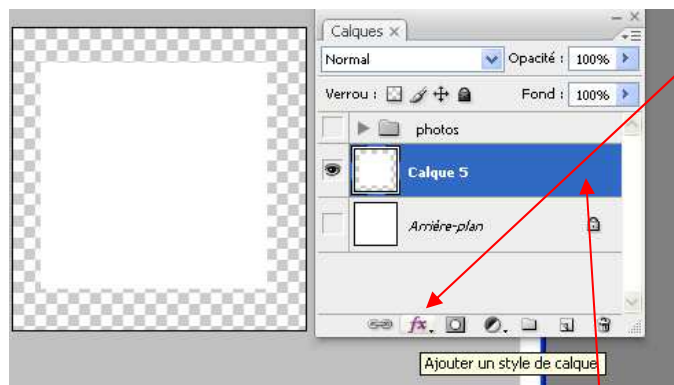 Calques ×
Normal Opacité : 100%
Verrou : Fond : 100%
photos
Calque 5
Arrière-plan
fx.
Ajouter un style de calque